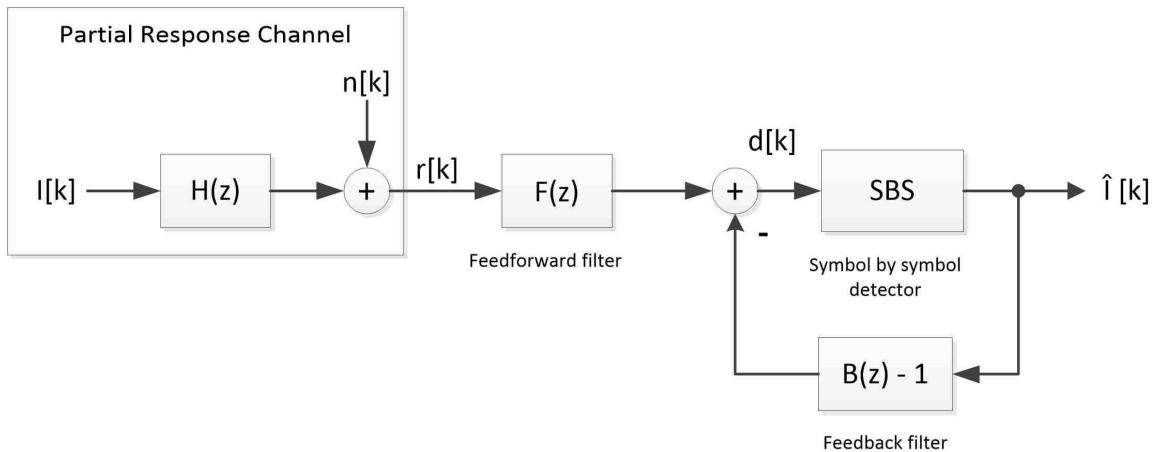 Partial Response Channel
n[k]
I[k]
H(z)
+
r[k]
F(z)
Feedforward filter
+
-
d[k]
SBS
Symbol by symbol
detector
Î [k]
B(z) - 1
Feedback filter